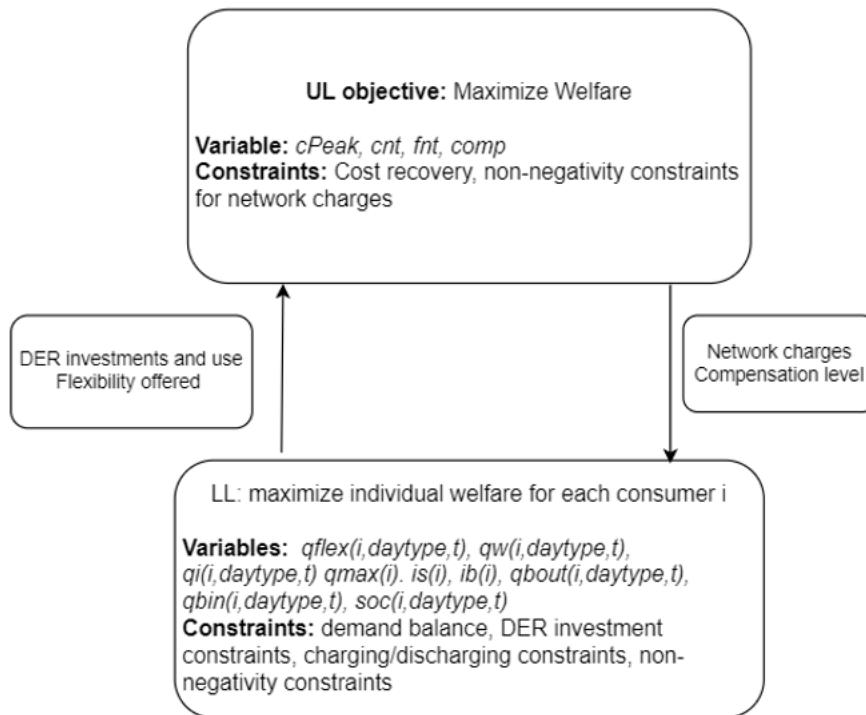 UL objective: Maximize Welfare
Variable: cPeak, cnt, fnt, comp
Constraints: Cost recovery, non-negativity constraints
for network charges
DER investments and use
Flexibility offered
Network charges
Compensation level
LL: maximize individual welfare for each consumer i
Variables: qflex(i,daytype,t), qw(i,daytype,t),
qi(i,daytype,t) qmax(i). is(i), ib(i), qbout(i,daytype,t),
qbin(i,daytype,t), soc(i,daytype,t)
Constraints: demand balance, DER investment
constraints, charging/discharging constraints, non-
negativity constraints